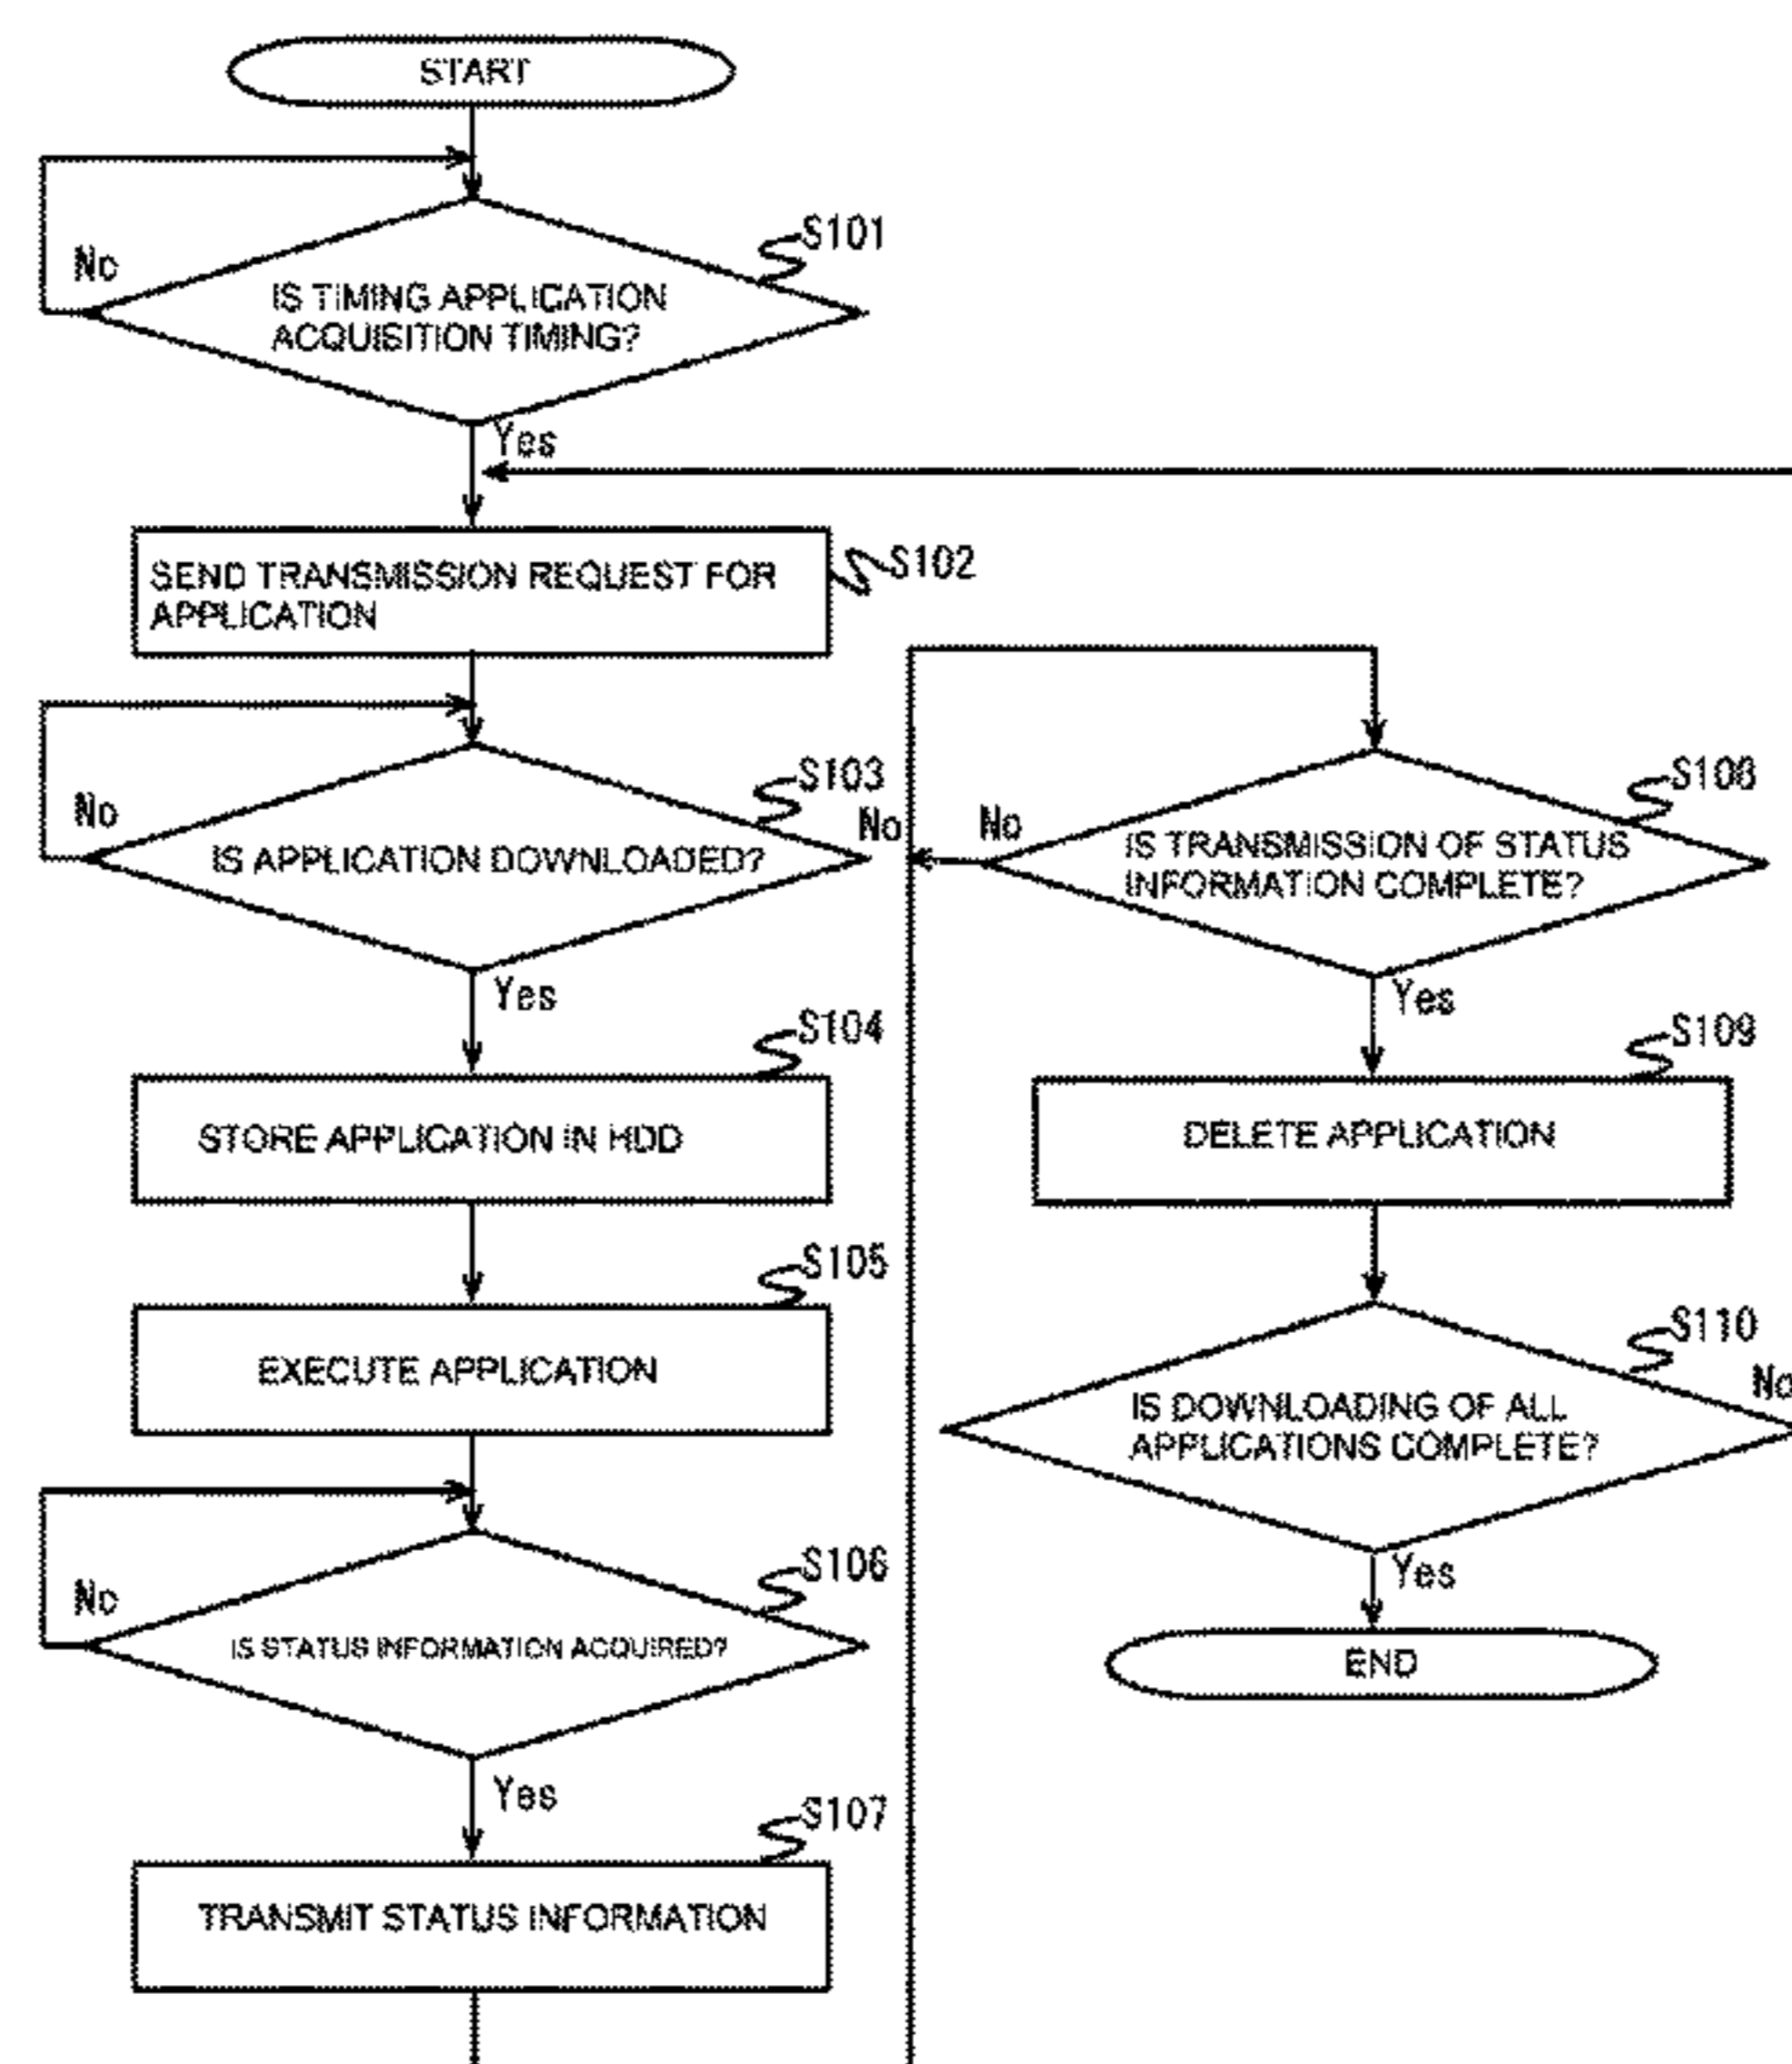 START
S101
No
IS TIMING APPLICATION
ACQUISITION TIMING?
Yes
SEND TRANSMISSION REQUEST FOR
APPLICATION
S102
S103
No
IS APPLICATION DOWNLOADED?
No
Yes
S104
STORE APPLICATION IN HDD
S105
EXECUTE APPLICATION
S106
No
IS STATUS INFORMATION ACQUIRED?
Yes
S107
TRANSMIT STATUS INFORMATION
S108
No
IS TRANSMISSION OF STATUS
INFORMATION COMPLETE?
Yes
S109
DELETE APPLICATION
S110
No
IS DOWNLOADING OF ALL
APPLICATIONS COMPLETE?
Yes
END